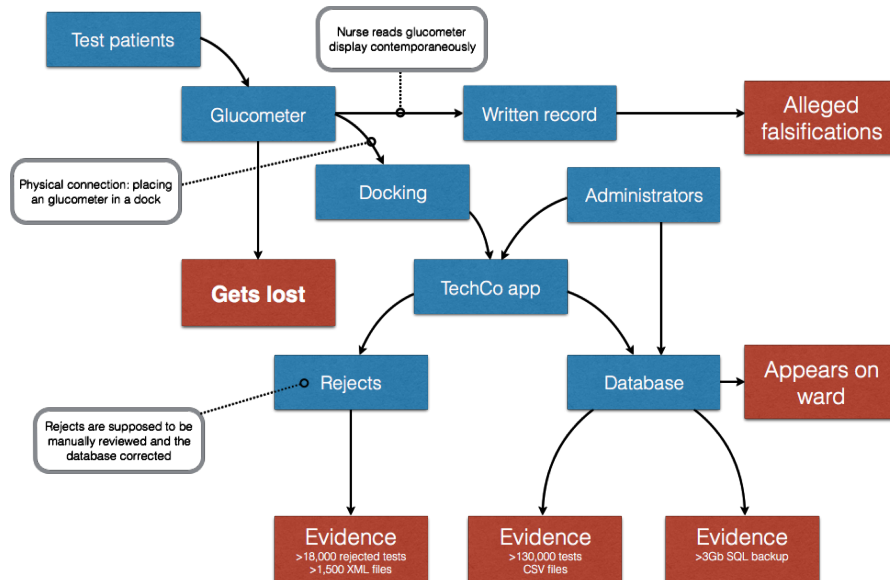 Test patients
Nurse reads glucometer
display contemporaneously
Glucometer
Written record
Alleged
falsifications
Physical connection: placing
an glucometer in a dock
Docking
Administrators
Gets lost
TechCo app
Rejects
Database
Appears on
ward
Rejects are supposed to be
manually reviewed and the
database corrected
Evidence
>18,000 rejected tests
>1,500 XML files
Evidence
>130,000 tests
CSV files
Evidence
>3Gb SQL backup